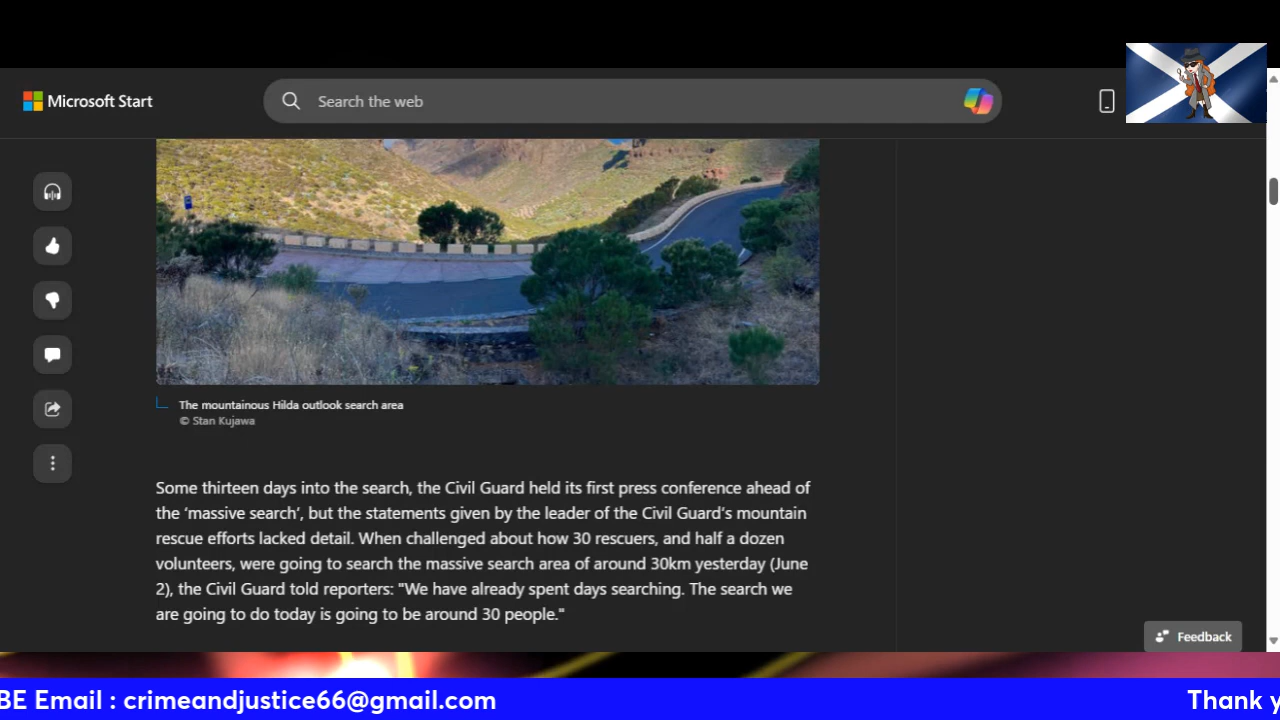 Microsoft Start
Search the web
The mountainous Hilda outlook search area
© Stan Kujawa
Some thirteen days into the search, the Civil Guard held its first press conference ahead of
the ‘massive search’, but the statements given by the leader of the Civil Guard’s mountain
rescue efforts lacked detail. When challenged about how 30 rescuers, and half a dozen
volunteers, were going to search the massive search area of around 30km yesterday (June
2), the Civil Guard told reporters: "We have already spent days searching. The search we
are going to do today is going to be around 30 people."
Feedback
BE Email : crimeandjustice66@gmail.com
Thank y